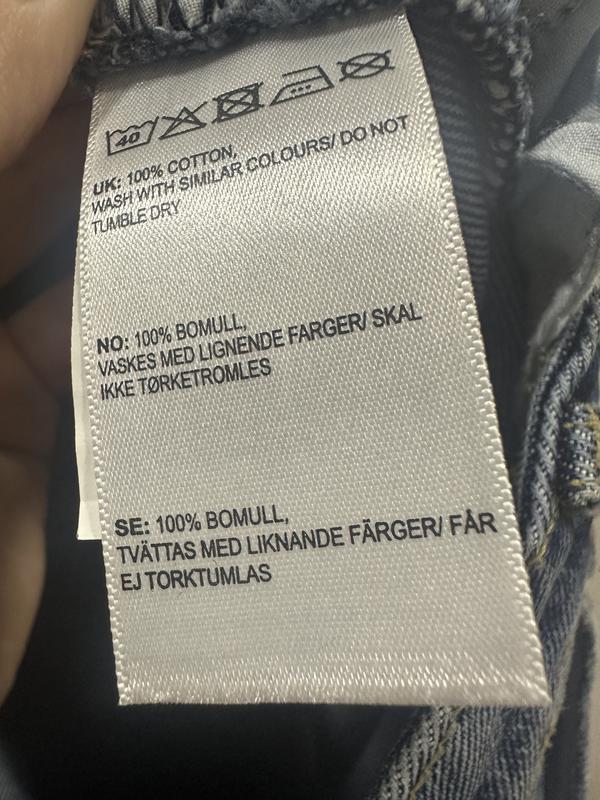 40
UK: 100% COTTON,
WASH WITH SIMILAR COLOURS/ DO NOT
TUMBLE DRY
NO: 100% BOMULL,
VASKES MED LIGNENDE FARGER/ SKAL
IKKE TØRKETROMLES
SE: 100% BOMULL,
TVÄTTAS MED LIKNANDE FÄRGER/ FÅR
EJ TORKTUMLAS